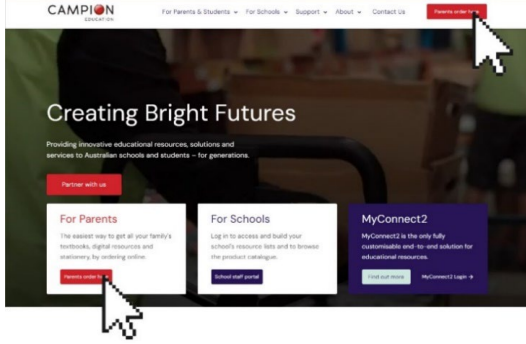 CAMPION
EDUCATION
For Parents & Students
For Schools
Support
About
Contact Us
Parents order here
Creating Bright Futures
Providing innovative educational resources, solutions and
services to Australian schools and students – for generations.
Partner with us
For Parents
The easiest way to get all your family's
textbooks, digital resources and
stationery, by ordering online.
Parents order
For Schools
Log in to access and build your
school's resource lists and to browse
the product catalogue.
School staff portal
MyConnect2
MyConnect2 is the only fully
customisable end-to-end solution for
educational resources.
Find out more
MyConnect2 Login →